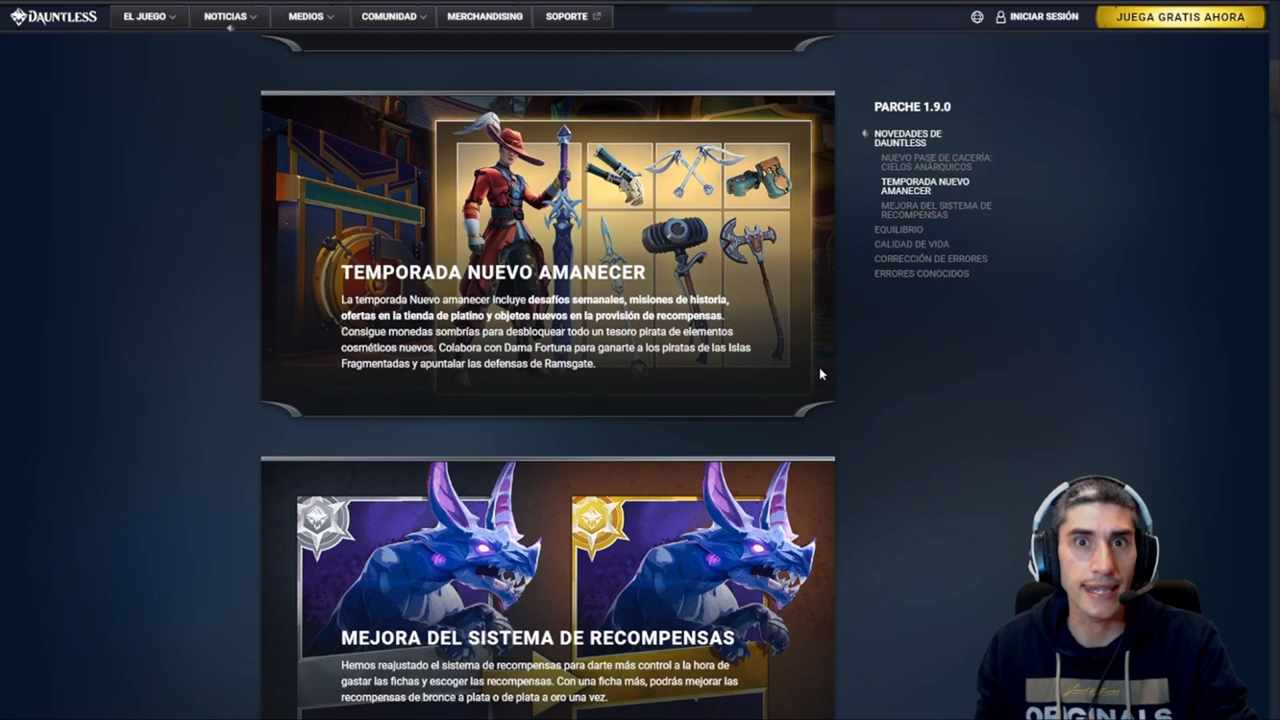 DAUNTLESS
EL JUEGO
NOTICIAS
MEDIOS
COMUNIDAD
MERCHANDISING
SOPORTE
INICIAR SESIÓN
JUEGA GRATIS AHORA
TEMPORADA NUEVO AMANECER
La temporada Nuevo amanecer incluye desafíos semanales, misiones de historia,
ofertas en la tienda de platino y objetos nuevos en la provisión de recompensas.
Consigue monedas sombrías para desbloquear todo un tesoro pirata de elementos
cosméticos nuevos. Colabora con Dama Fortuna para ganarte a los piratas de las Islas
Fragmentadas y apuntalar las defensas de Ramsgate.
MEJORA DEL SISTEMA DE RECOMPENSAS
Hemos reajustado el sistema de recompensas para darte más control a la hora de
gastar las fichas y escoger las recompensas. Con una ficha más, podrás mejorar las
recompensas de bronce a plata o de plata a oro una vez.
PARCHE 1.9.0
NOVEDADES DE
DAUNTLESS
NUEVO PASE DE CACERÍA:
CIELOS ANÁRQUICOS
TEMPORADA NUEVO
AMANECER
MEJORA DEL SISTEMA DE
RECOMPENSAS
EQUILIBRIO
CALIDAD DE VIDA
CORRECCIÓN DE ERRORES
ERRORES CONOCIDOS
ORIGINALS